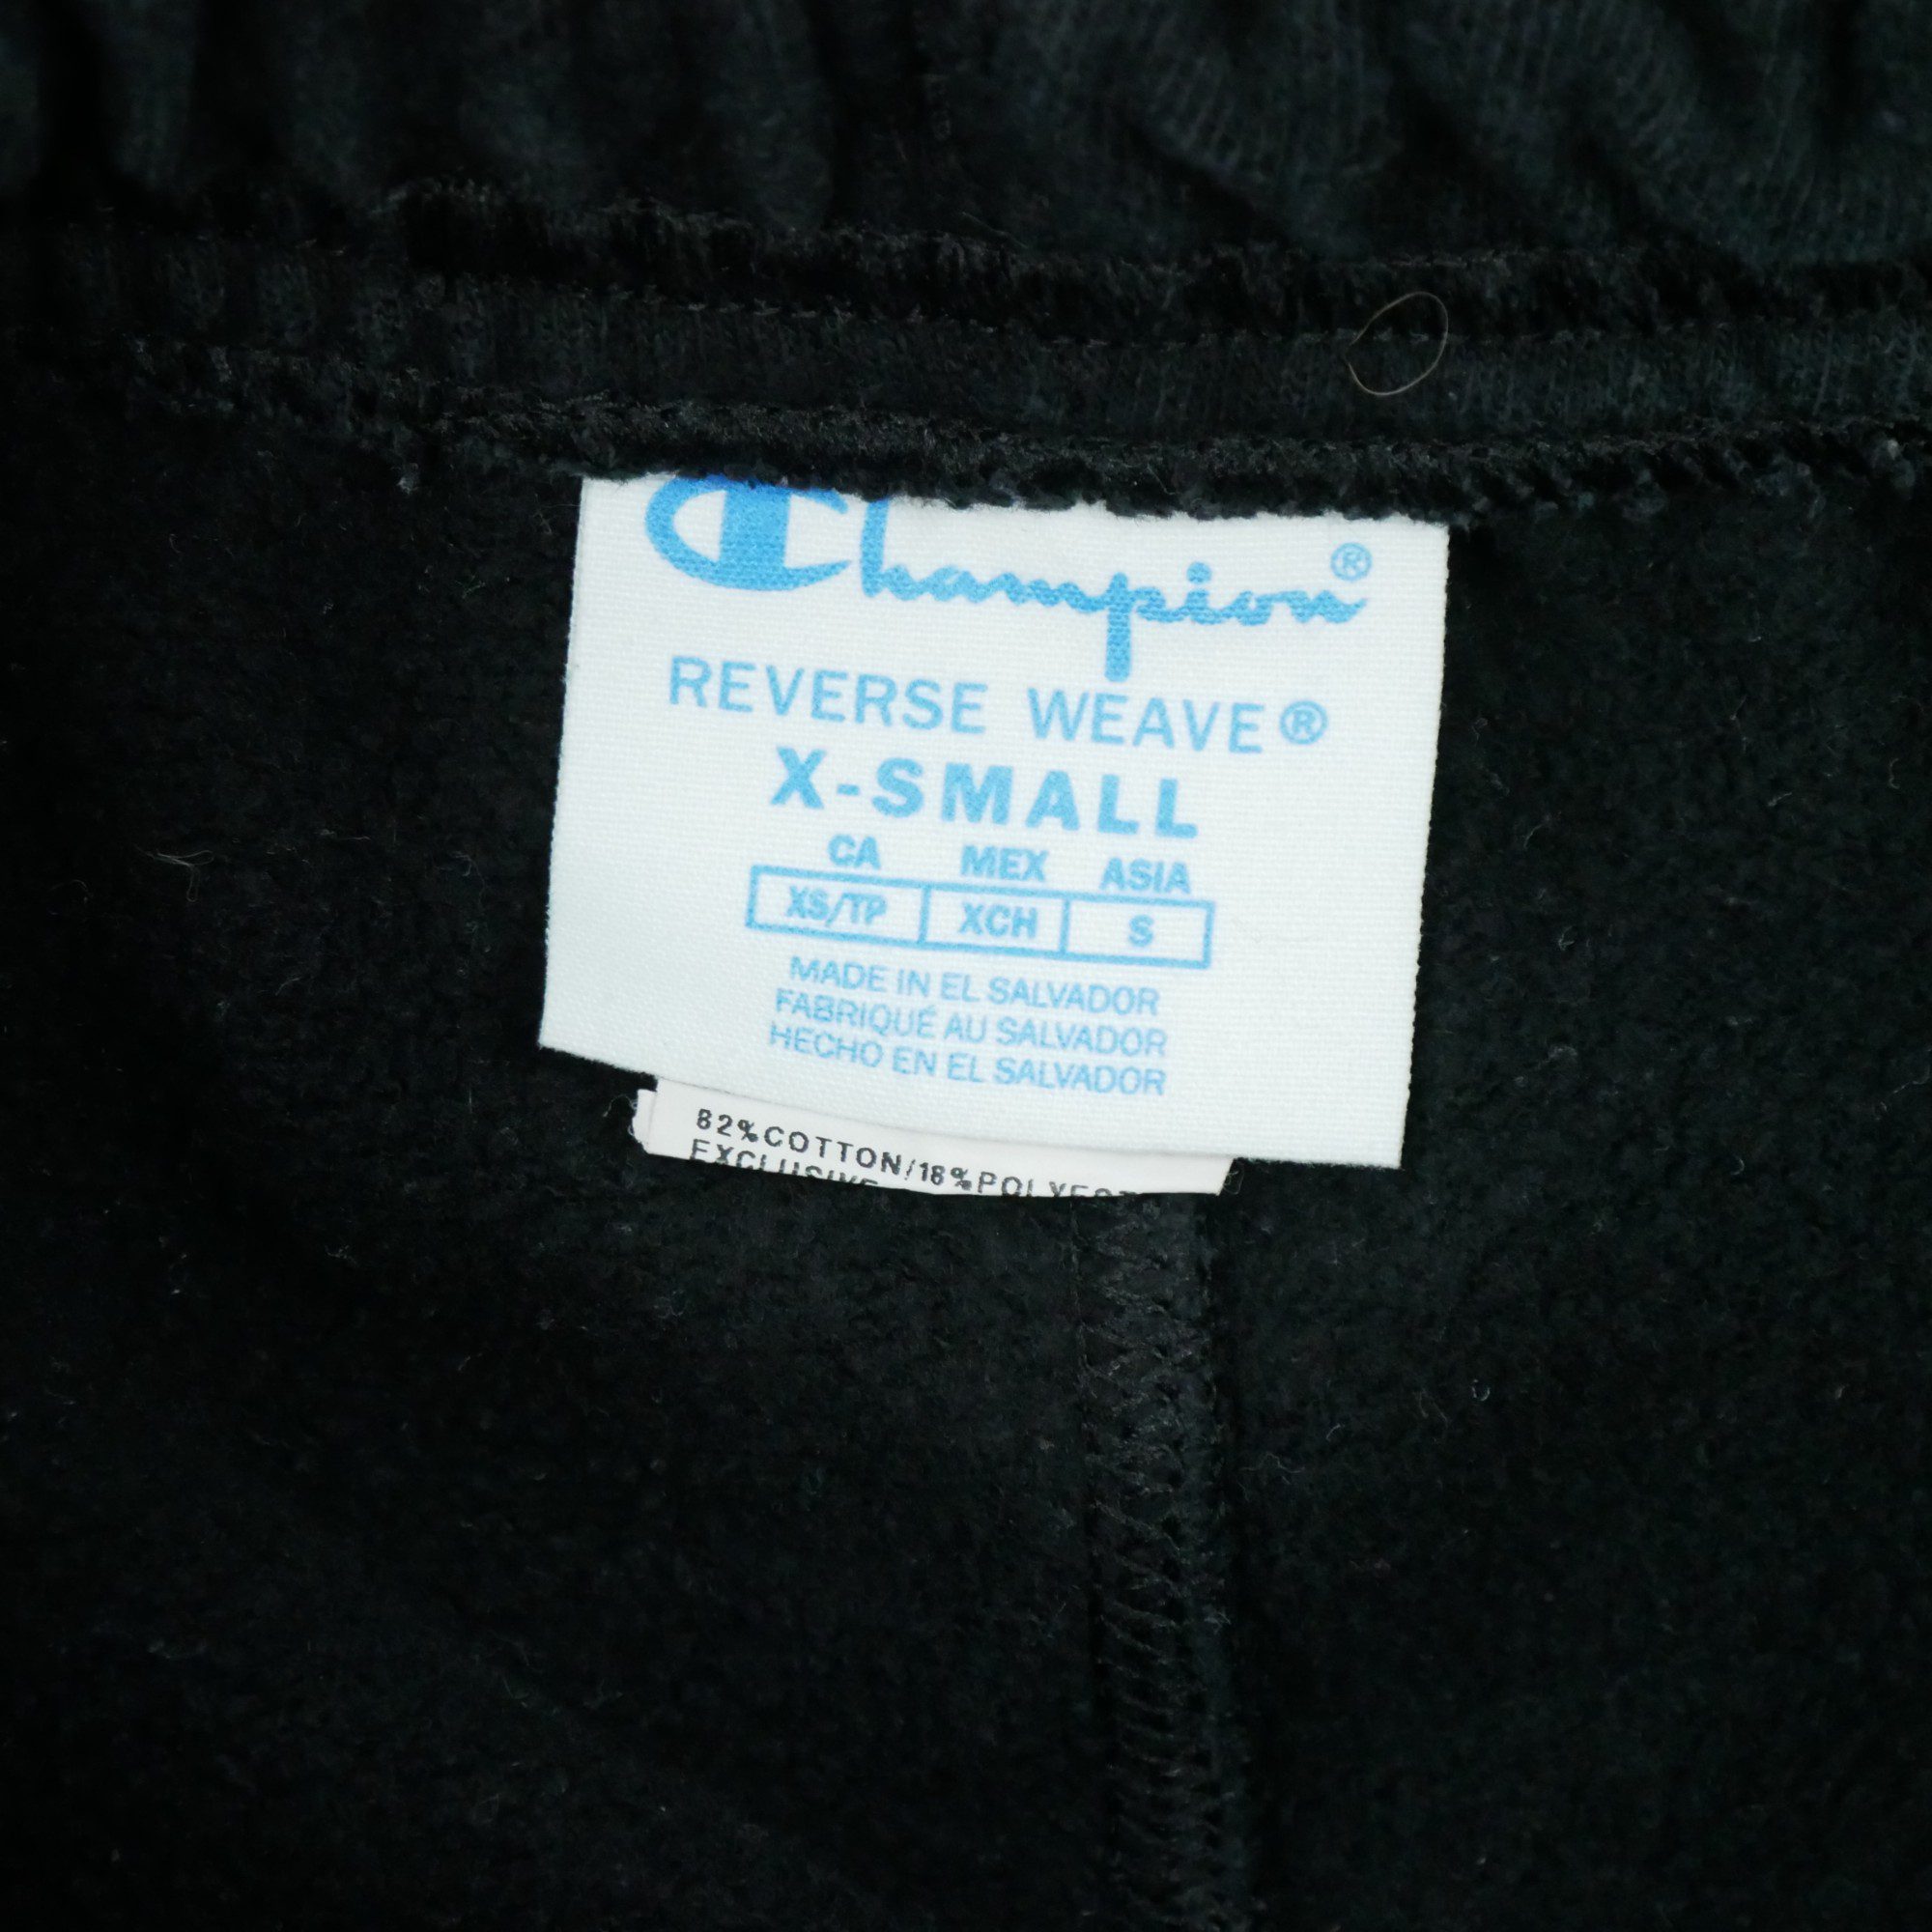 Champion®
REVERSE WEAVE®
X-SMALL
CA MEX ASIA
XS/TP XCH S
MADE IN EL SALVADOR
FABRIQUÉ AU SALVADOR
HECHO EN EL SALVADOR
82%COTTON/18%POLYEST
EXCLUSIVE